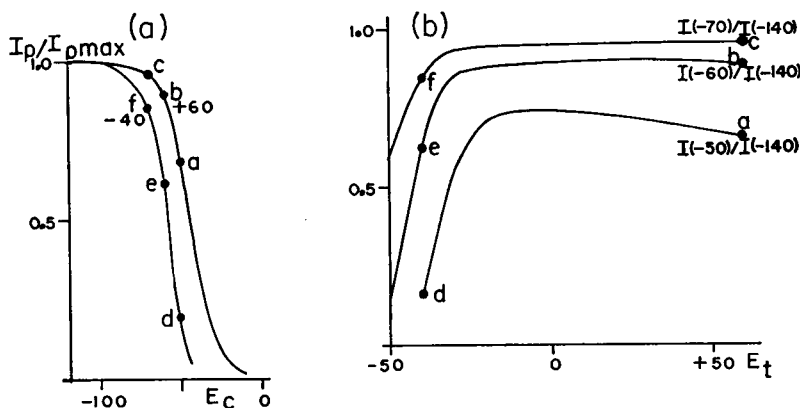 (a)
Ip/Ipmax
1.0
c
b
f
+60
-40
a
e
0.5
d
-100
Ec
0
(b)
1.0
I(-70)/I(-140)
c
b
I(-60)/I(-140)
f
a
e
I(-50)/I(-140)
0.5
d
-50
0
+50
Et